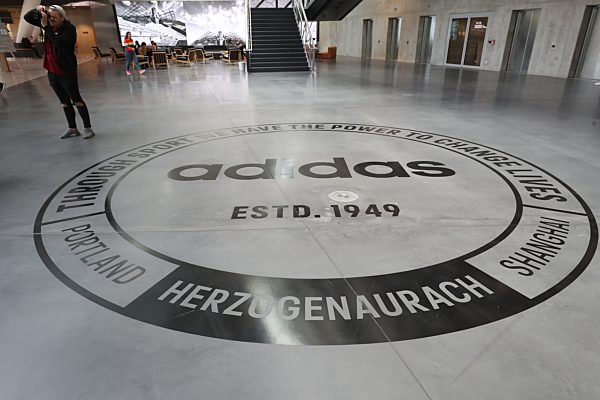 THROUGH SPORT WE HAVE THE POWER TO CHANGE LIVES
adidas
ESTD. 1949
PORTLAND
HERZOGENAURACH
SHANGHAI